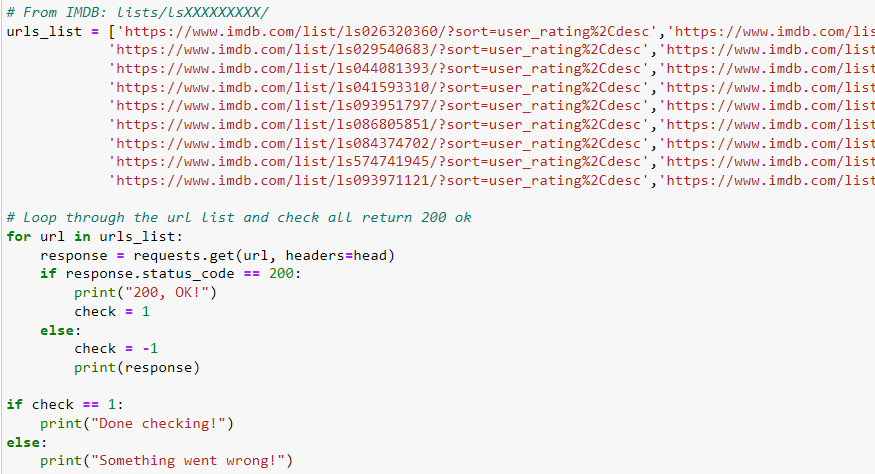 # From IMDB: lists/lsXXXXXXXXX/
urls_list = ['https://www.imdb.com/list/ls026320360/?sort=user_rating%2Cdesc','https://www.imdb.com/lis
'https://www.imdb.com/list/ls029540683/?sort=user_rating%2Cdesc','https://www.imdb.com/list
'https://www.imdb.com/list/ls044081393/?sort=user_rating%2Cdesc','https://www.imdb.com/list
'https://www.imdb.com/list/ls041593310/?sort=user_rating%2Cdesc','https://www.imdb.com/list
'https://www.imdb.com/list/ls093951797/?sort=user_rating%2Cdesc','https://www.imdb.com/list
'https://www.imdb.com/list/ls086805851/?sort=user_rating%2Cdesc','https://www.imdb.com/list
'https://www.imdb.com/list/ls084374702/?sort=user_rating%2Cdesc','https://www.imdb.com/list
'https://www.imdb.com/list/ls574741945/?sort=user_rating%2Cdesc','https://www.imdb.com/list
'https://www.imdb.com/list/ls093971121/?sort=user_rating%2Cdesc','https://www.imdb.com/list
# Loop through the url list and check all return 200 ok
for url in urls_list:
    response = requests.get(url, headers=head)
    if response.status_code == 200:
        print("200, OK!")
        check = 1
    else:
        check = -1
        print(response)
if check == 1:
    print("Done checking!")
else:
    print("Something went wrong!")